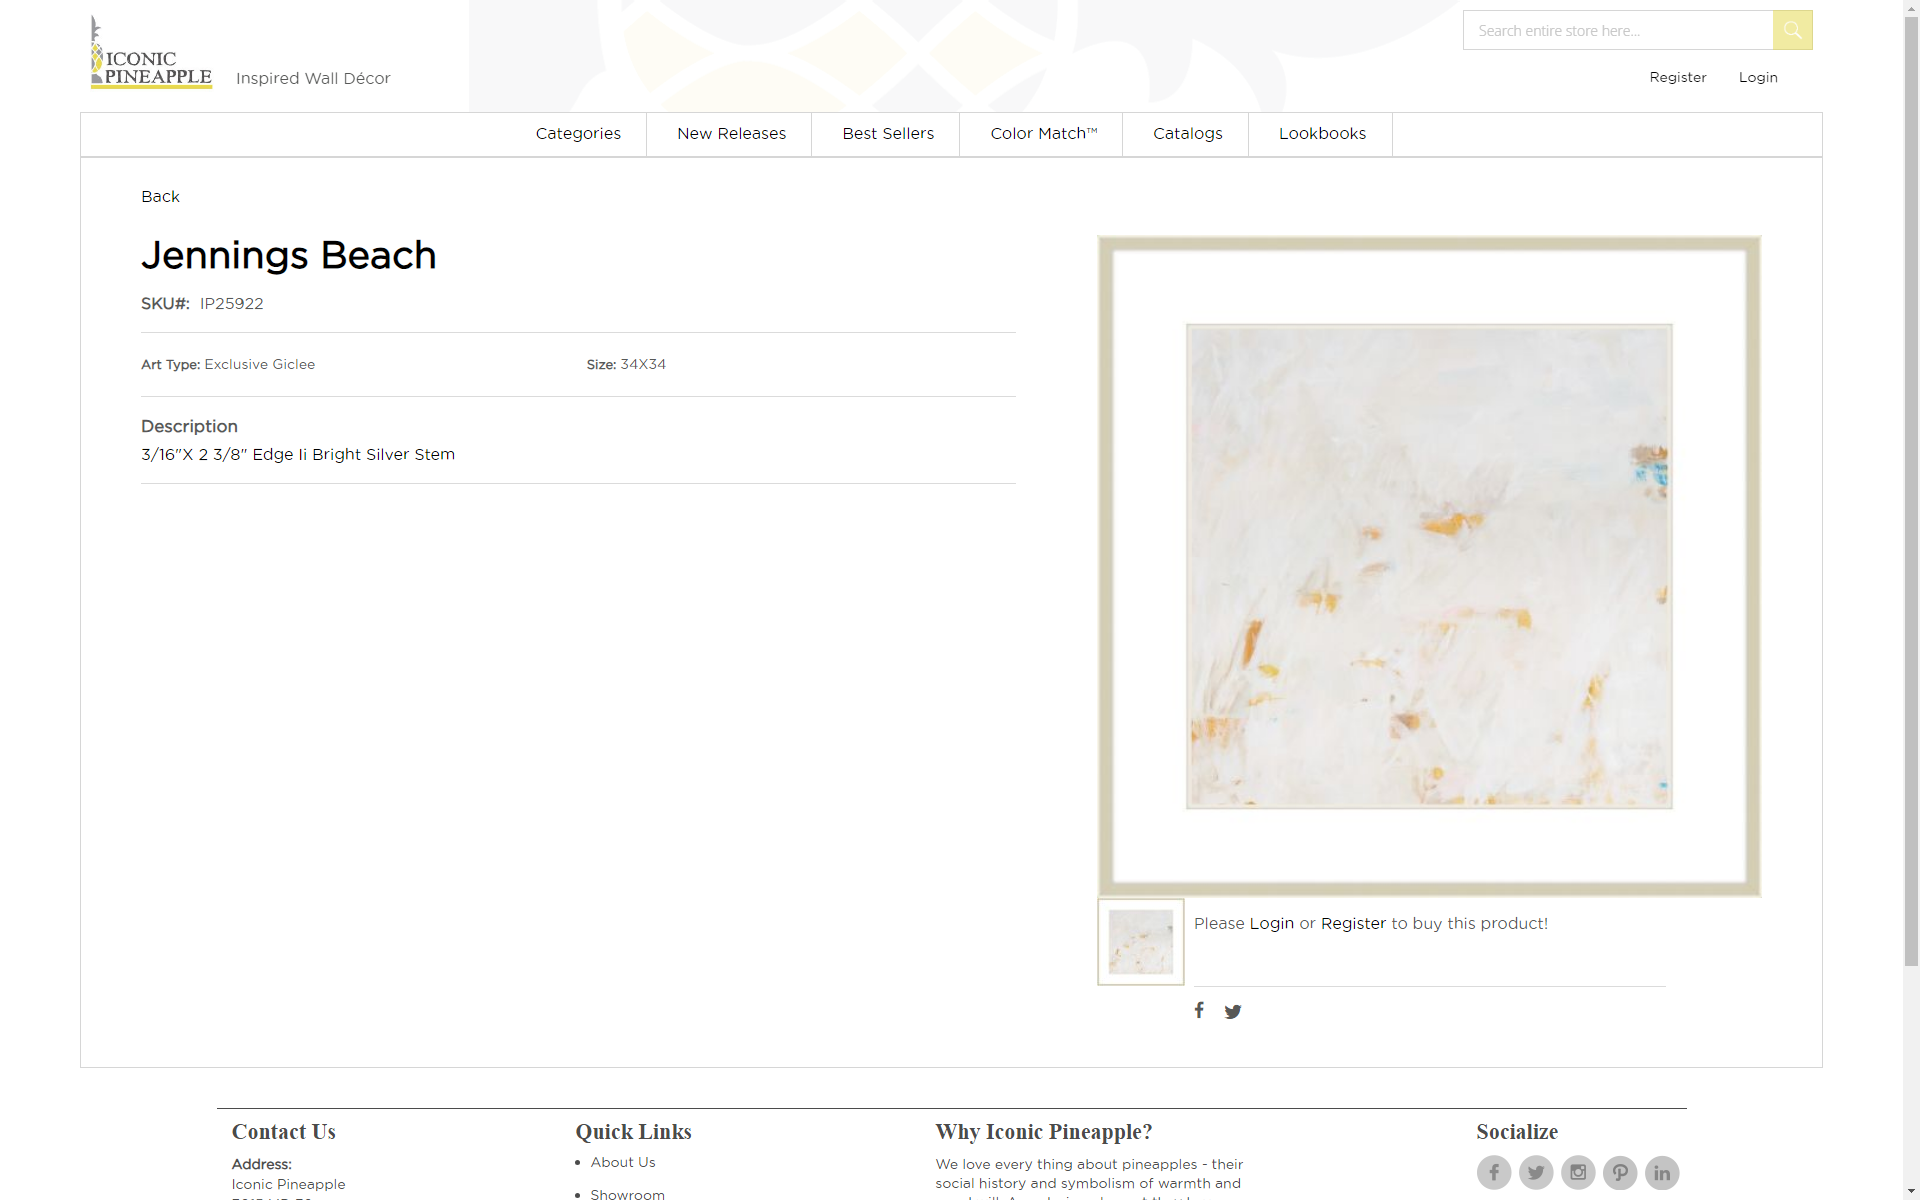 ICONIC
PINEAPPLE
Inspired Wall Décor
Search entire store here...
Register
Login
Categories
New Releases
Best Sellers
Color Match™
Catalogs
Lookbooks
Back
Jennings Beach
SKU#: IP25922
Art Type: Exclusive Giclee
Size: 34X34
Description
3/16"X 2 3/8" Edge Ii Bright Silver Stem
Please Login or Register to buy this product!
Contact Us
Address:
Iconic Pineapple
Quick Links
• About Us
• Showroom
Why Iconic Pineapple?
We love every thing about pineapples - their
social history and symbolism of warmth and
Socialize